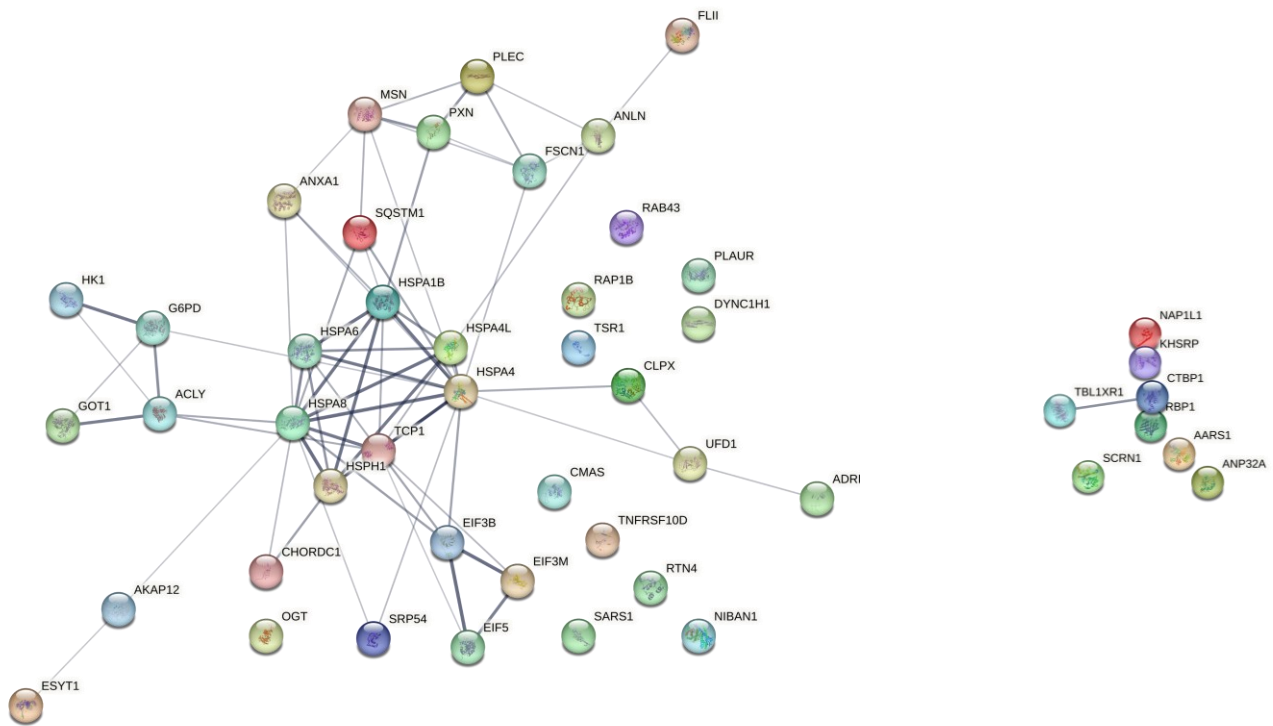 FLII
PLEC
MSN
PXN
ANLN
FSCN1
ANXA1
SQSTM1
RAB43
PLAUR
HK1
HSPA1B
RAP1B
G6PD
DYNC1H1
NAP1L1
HSPA6
HSPA4L
TSR1
KHSRP
CLPX
HSPA4
CTBP1
TBL1XR1
ACLY
GOT1
HSPA8
RBP1
TCP1
AARS1
UFD1
HSPH1
SCRN1
ANP32A
CMAS
ADRI
TNFRSF10D
EIF3B
CHORDC1
EIF3M
RTN4
AKAP12
OGT
SRP54
EIF5
SARS1
NIBAN1
ESYT1